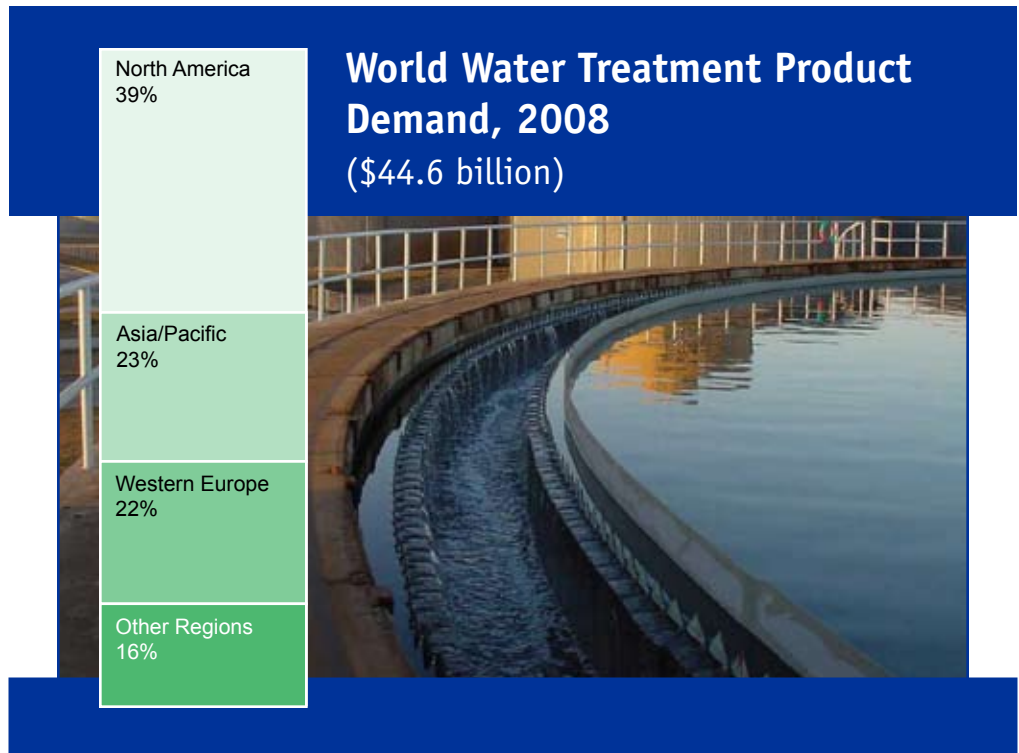 World Water Treatment Product
Demand, 2008
($44.6 billion)
North America
39%
Asia/Pacific
23%
Western Europe
22%
Other Regions
16%